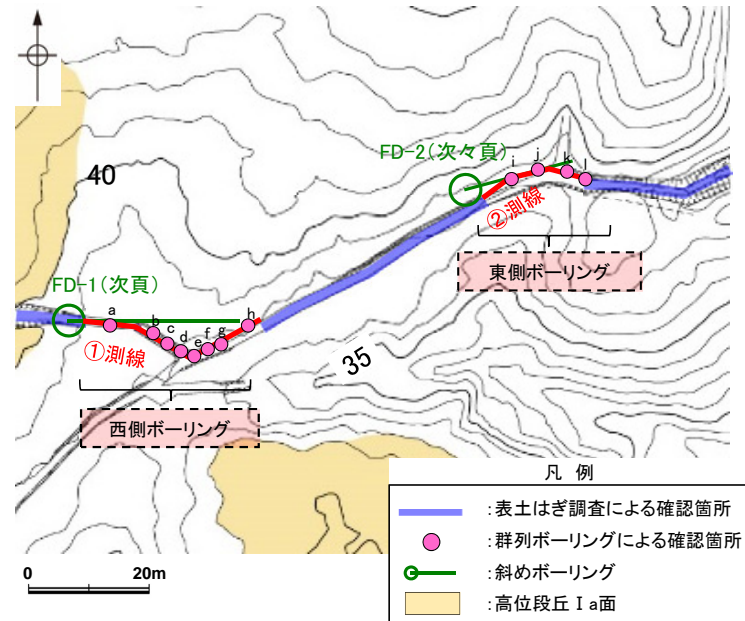 FD-2(次々頁)
i
j
k
l
40
②測線
東側ボーリング
FD-1(次頁)
a
b
c
d
e
f
g
h
①測線
35
西側ボーリング
凡 例
:表土はぎ調査による確認箇所
:群列ボーリングによる確認箇所
:斜めボーリング
:高位段丘Ⅰa面
0 20m